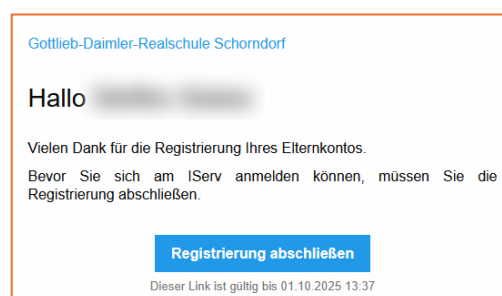 Gottlieb-Daimler-Realschule Schorndorf
Hallo
Vielen Dank für die Registrierung Ihres Elternkontos.
Bevor Sie sich am IServ anmelden können, müssen Sie die
Registrierung abschließen.
Registrierung abschließen
Dieser Link ist gültig bis 01.10.2025 13:37